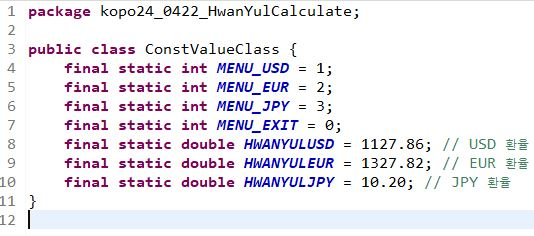 1 package kopo24_0422_HwanYulCalculate;
2
3 public class ConstValueClass {
4     final static int MENU_USD = 1;
5     final static int MENU_EUR = 2;
6     final static int MENU_JPY = 3;
7     final static int MENU_EXIT = 0;
8     final static double HWANYULUSD = 1127.86; // USD 환율
9     final static double HWANYULEUR = 1327.82; // EUR 환율
10     final static double HWANYULJPY = 10.20; // JPY 환율
11 }
12